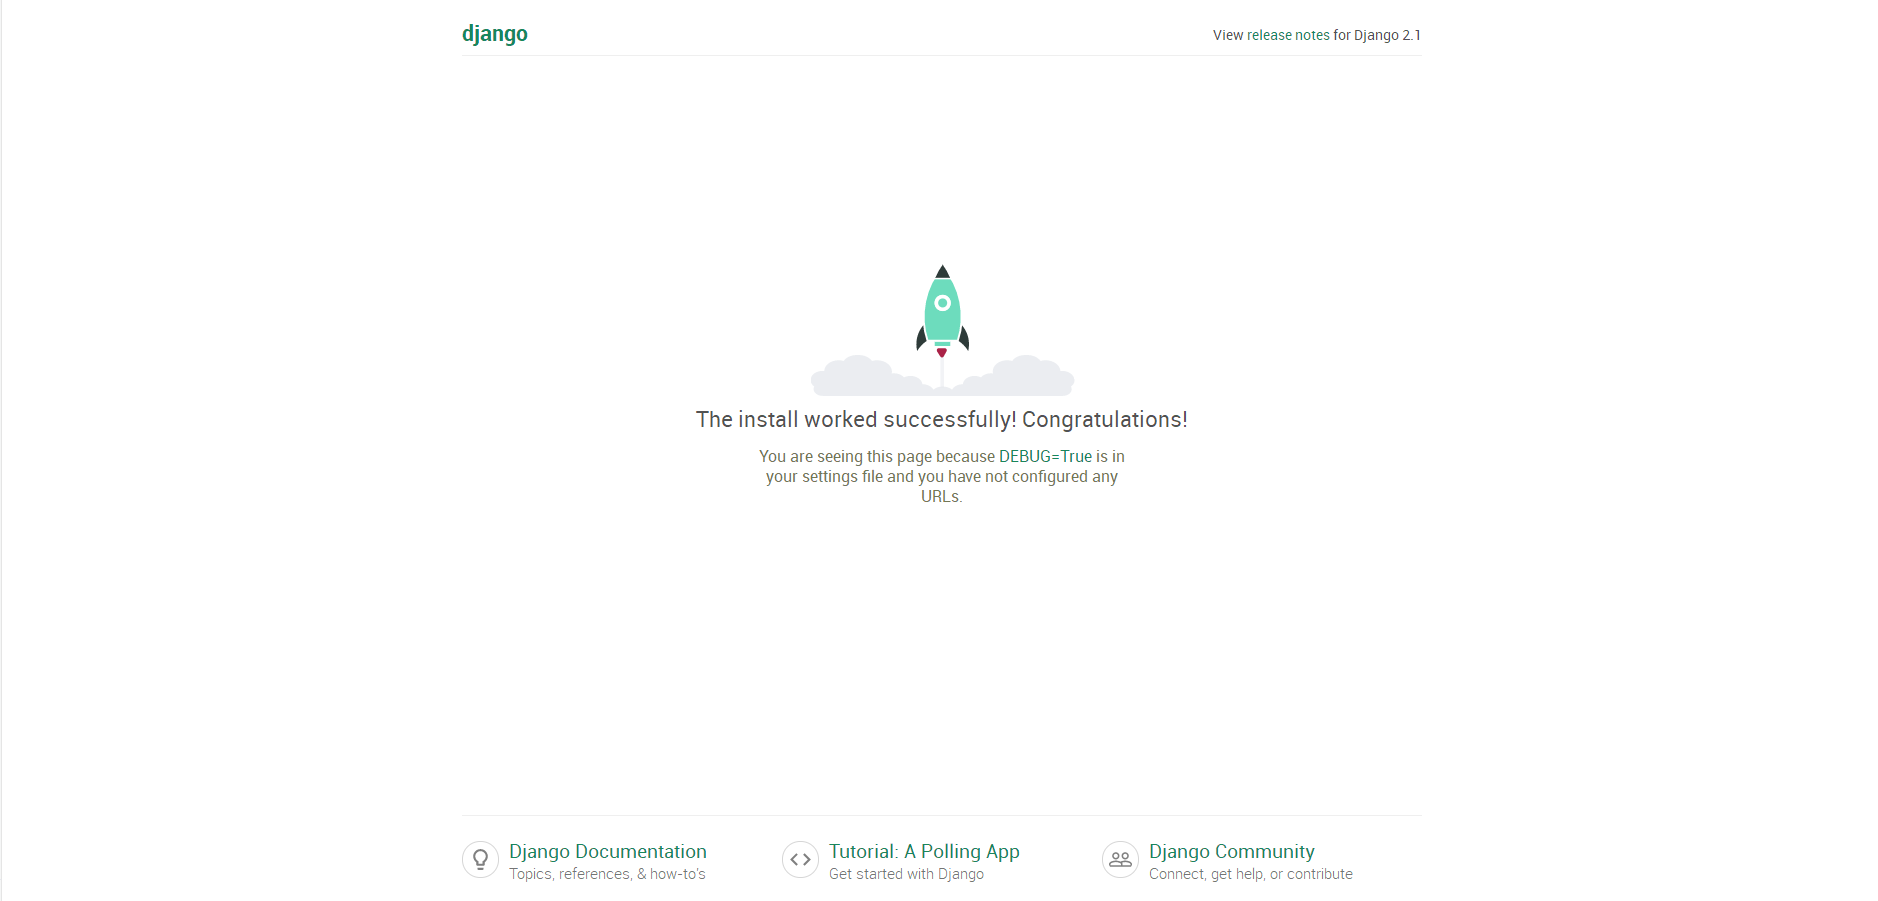 django
View release notes for Django 2.1
The install worked successfully! Congratulations!
You are seeing this page because DEBUG=True is in
your settings file and you have not configured any
URLs.
Django Documentation
Topics, references, & how-to's
Tutorial: A Polling App
Get started with Django
Django Community
Connect, get help, or contribute